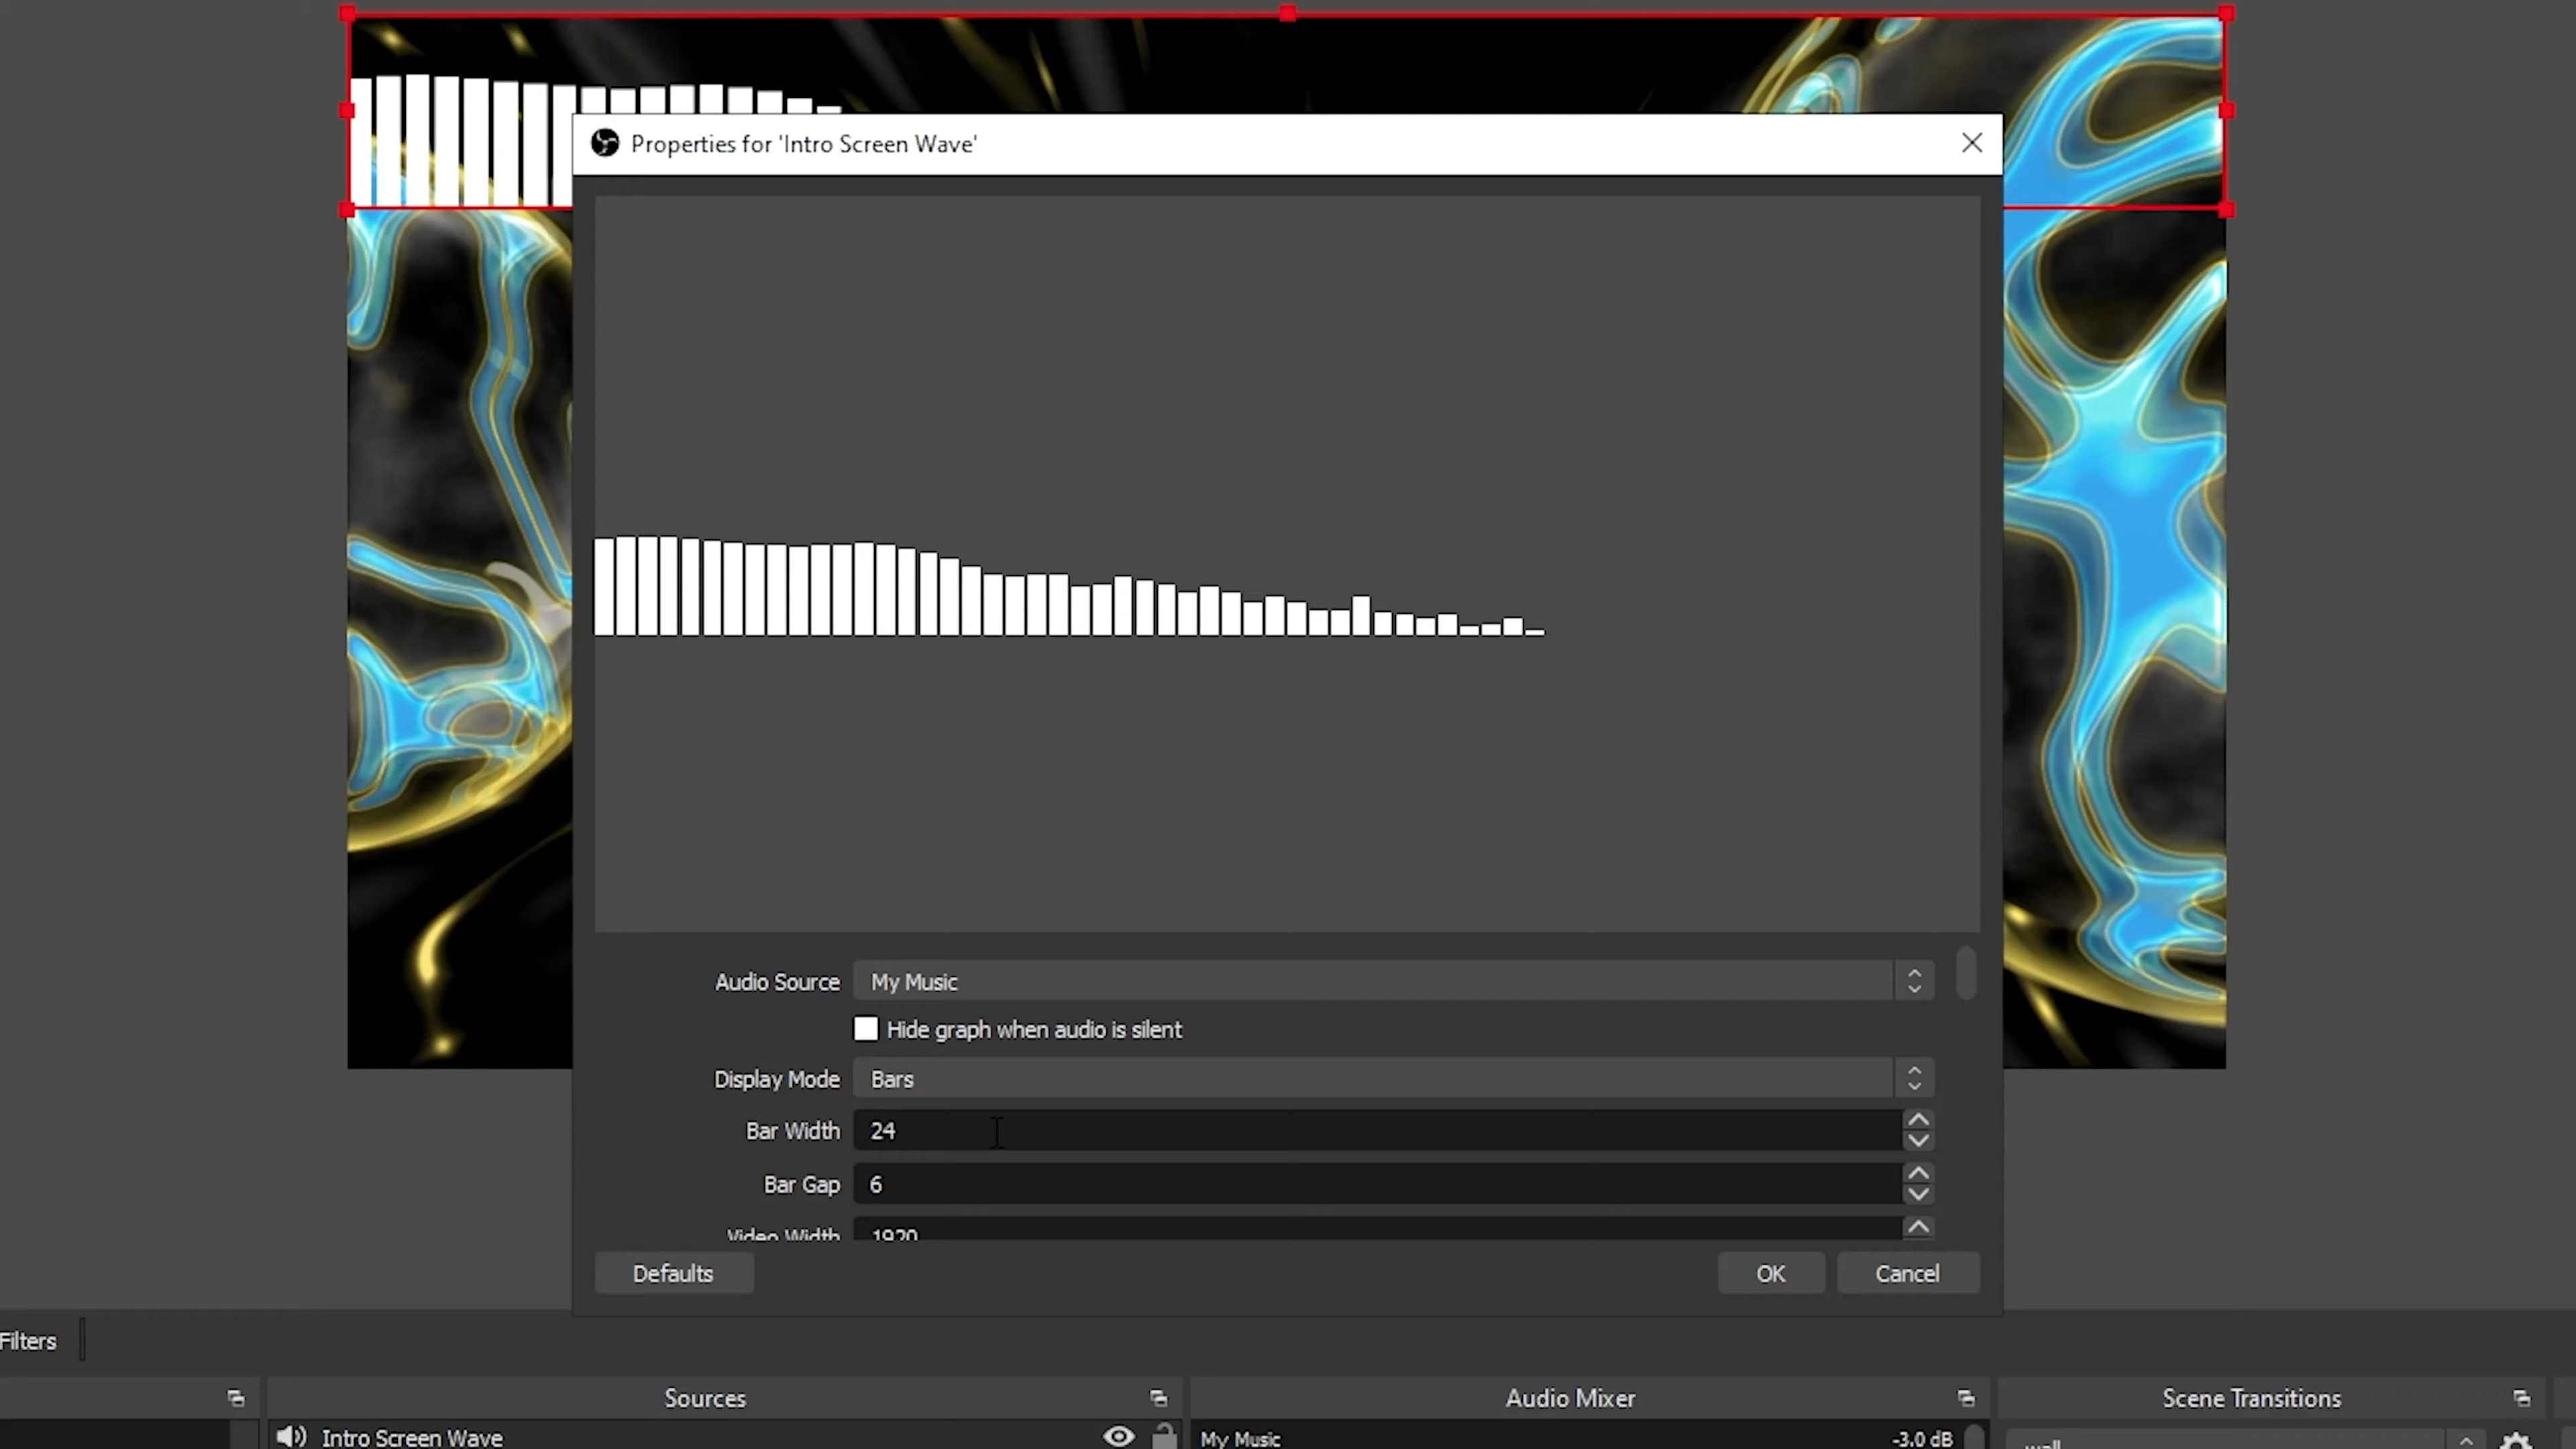 Properties for 'Intro Screen Wave'
Audio Source My Music
Hide graph when audio is silent
Display Mode Bars
Bar Width 24
Bar Gap 6
Video Width 1920
Defaults OK Cancel
Filters
Sources Audio Mixer Scene Transitions
Intro Screen Wave My Music -3.0 dB